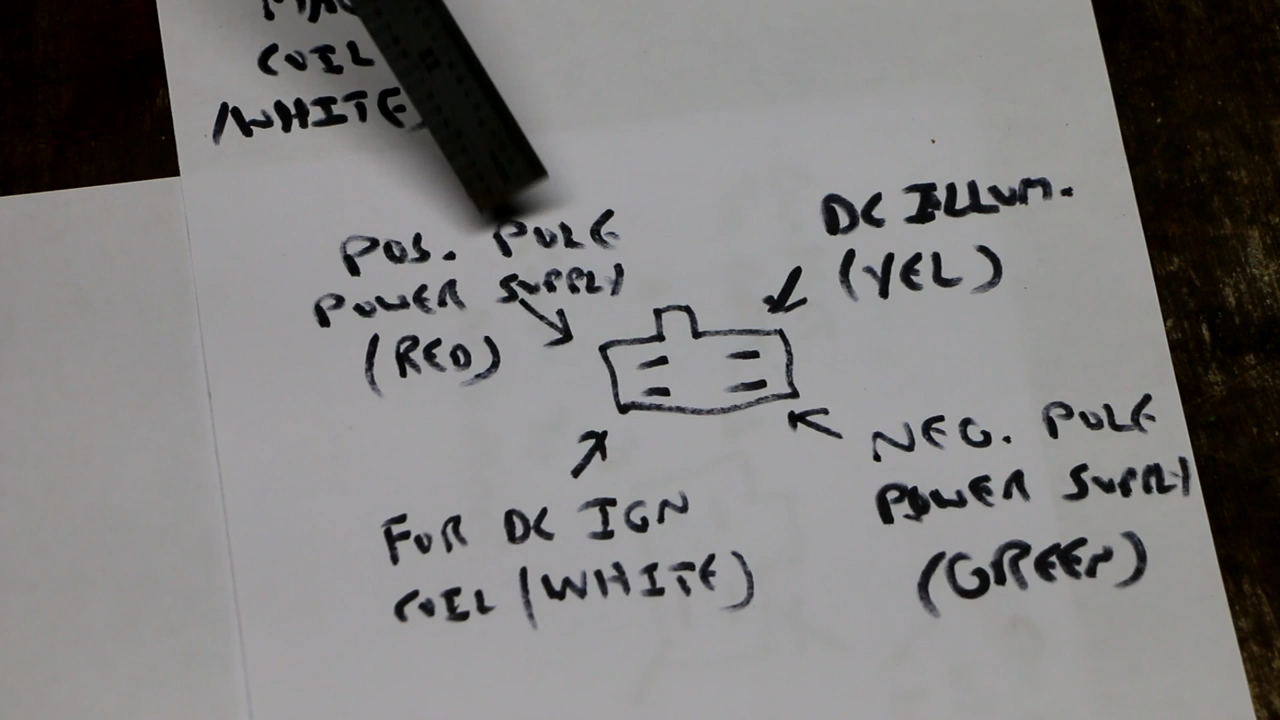 COIL
/WHITE)
POS. POLE
POWER SUPPLY
(RED)
DC ILLUM.
(YEL)
FOR DC IGN
COIL /WHITE)
NEG. POLE
POWER SUPPLY
(GREEN)